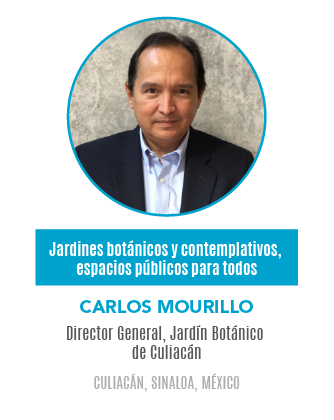 Jardines botánicos y contemplativos,
espacios públicos para todos
CARLOS MOURILLO
Director General, Jardín Botánico
de Culiacán
CULIACÁN, SINALOA, MÉXICO